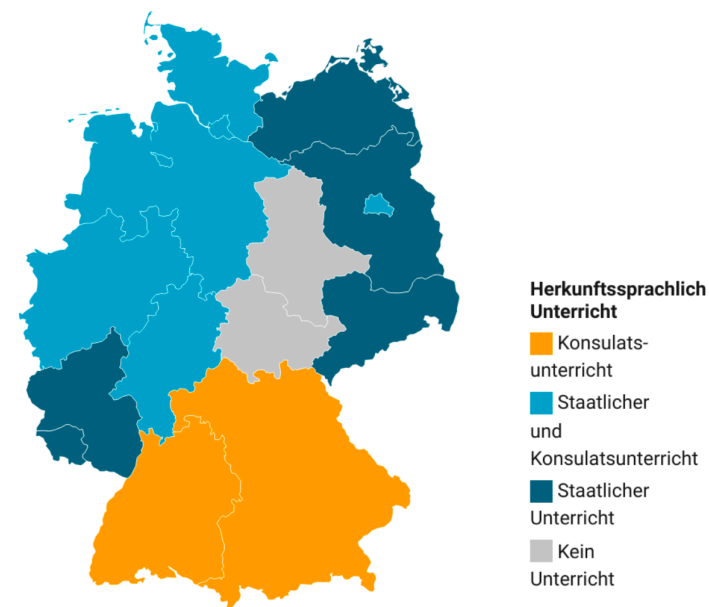 Herkunftssprachlich
Unterricht
Konsulats-
unterricht
Staatlicher
und
Konsulatsunterricht
Staatlicher
Unterricht
Kein
Unterricht